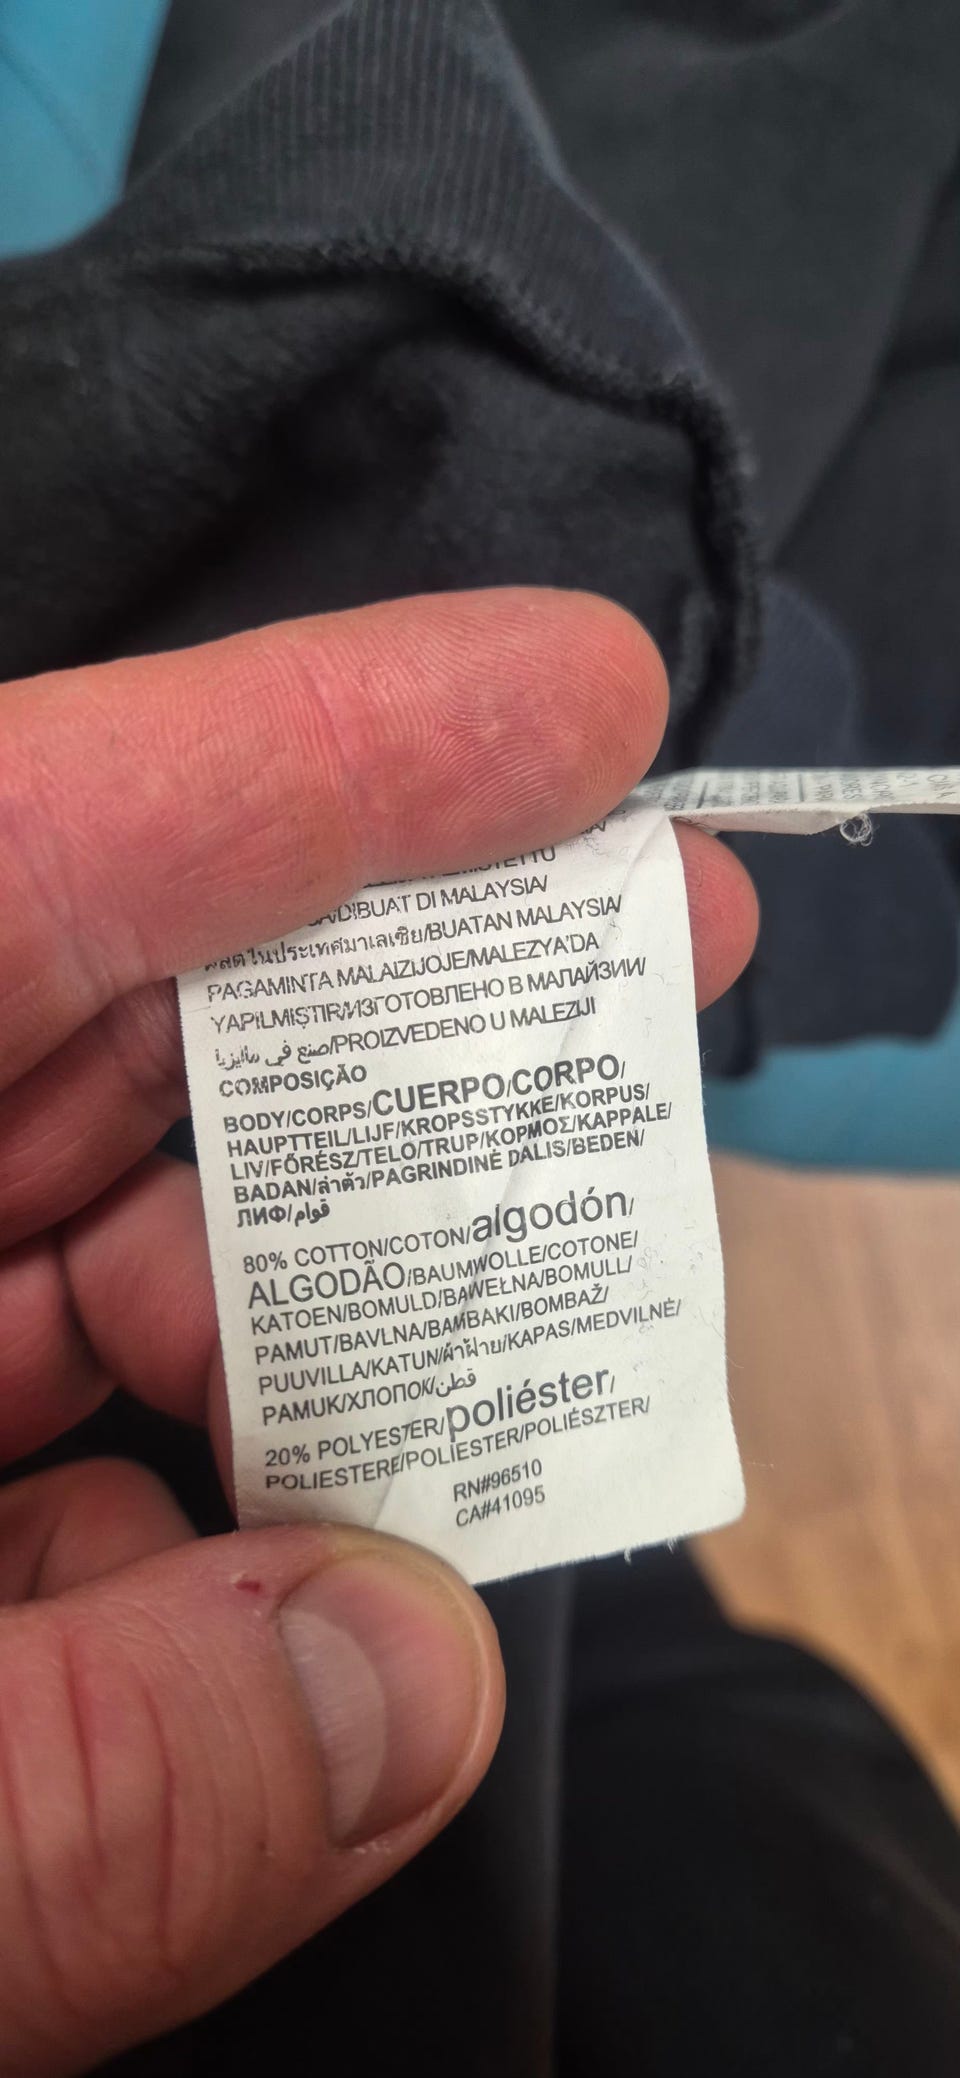 DIBUAT DI MALAYSIA/
ผลิตในประเทศมาเลเซีย/BUATAN MALAYSIA/
PAGAMINTA MALAIZIJOJE/MALEZYA'DA
YAPILMIŞTIR/ИЗГОТОВЛЕНО В МАЛАЙЗИИ/
صنع في ماليزيا/PROIZVEDENO U MALEZIJI
COMPOSIÇÃO
BODY/CORPS/CUERPO/CORPO/
HAUPTTEIL/LIJF/KROPSSTYKKE/KORPUS/
LIV/FŐRÉSZ/TELO/TRUP/ΚΟΡΜΟΣ/KAPPALE/
BADAN/ลำตัว/PAGRINDINĖ DALIS/BEDEN/
ЛИФ/قوام
80% COTTON/COTON/algodón/
ALGODÃO/BAUMWOLLE/COTONE/
KATOEN/BOMULD/BAWEŁNA/BOMULL/
PAMUT/BAVLNA/BAMBAKI/BOMBAŽ/
PUUVILLA/KATUN/ผ้าฝ้าย/KAPAS/MEDVILNĖ/
PAMUK/ХЛОПОК/قطن
20% POLYESTER/poliéster/
POLIESTERE/POLIESTER/POLIÉSZTER/
RN#96510
CA#41095